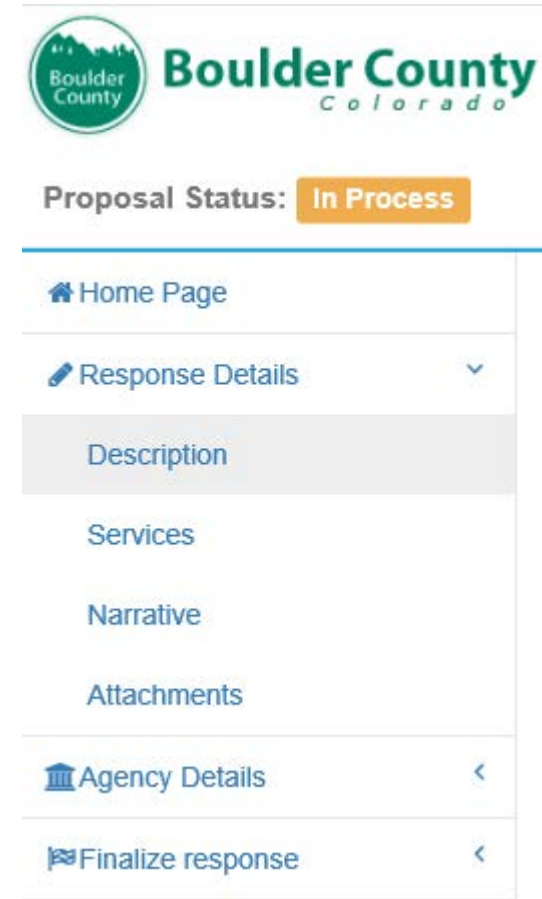 Boulder
County
Boulder County
Colorado
Proposal Status: In Process
Home Page
Response Details
Description
Services
Narrative
Attachments
Agency Details
Finalize response